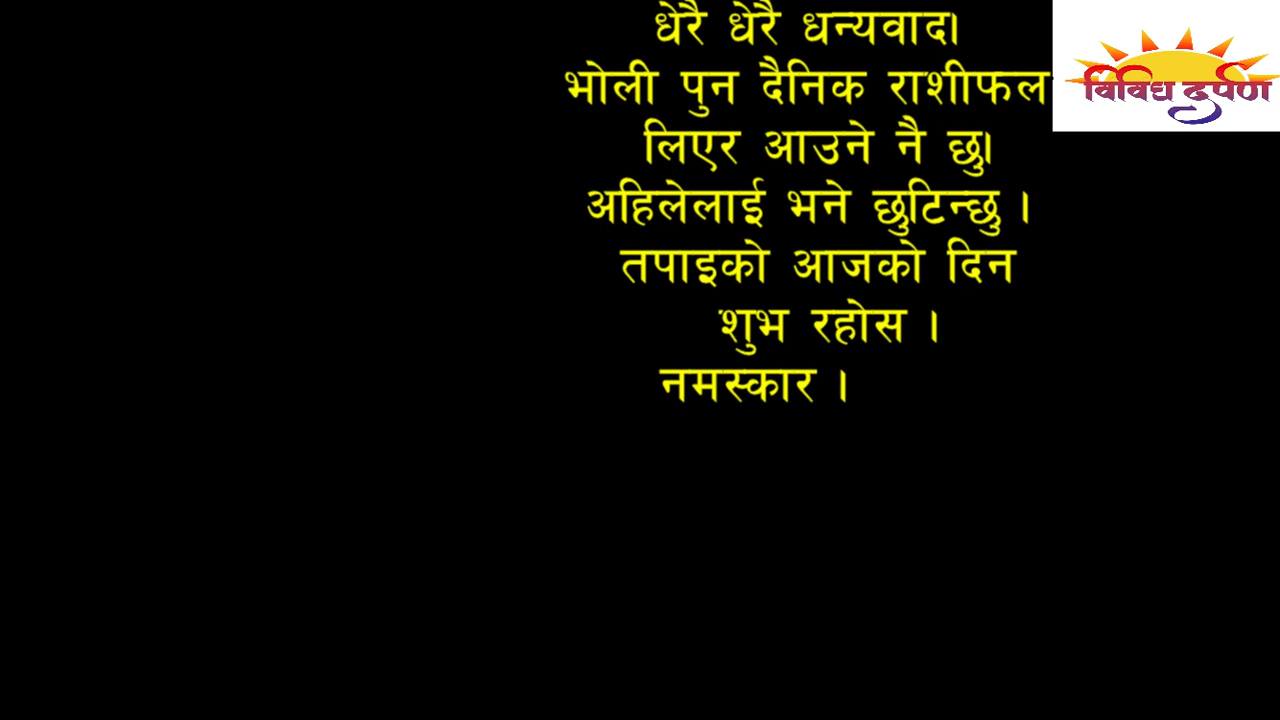 धेरै धेरै धन्यवाद।
भोली पुन दैनिक राशीफल
लिएर आउने नै छु।
अहिलेलाई भने छुटिन्छु ।
तपाइको आजको दिन
शुभ रहोस ।
नमस्कार ।
विविध दर्पण